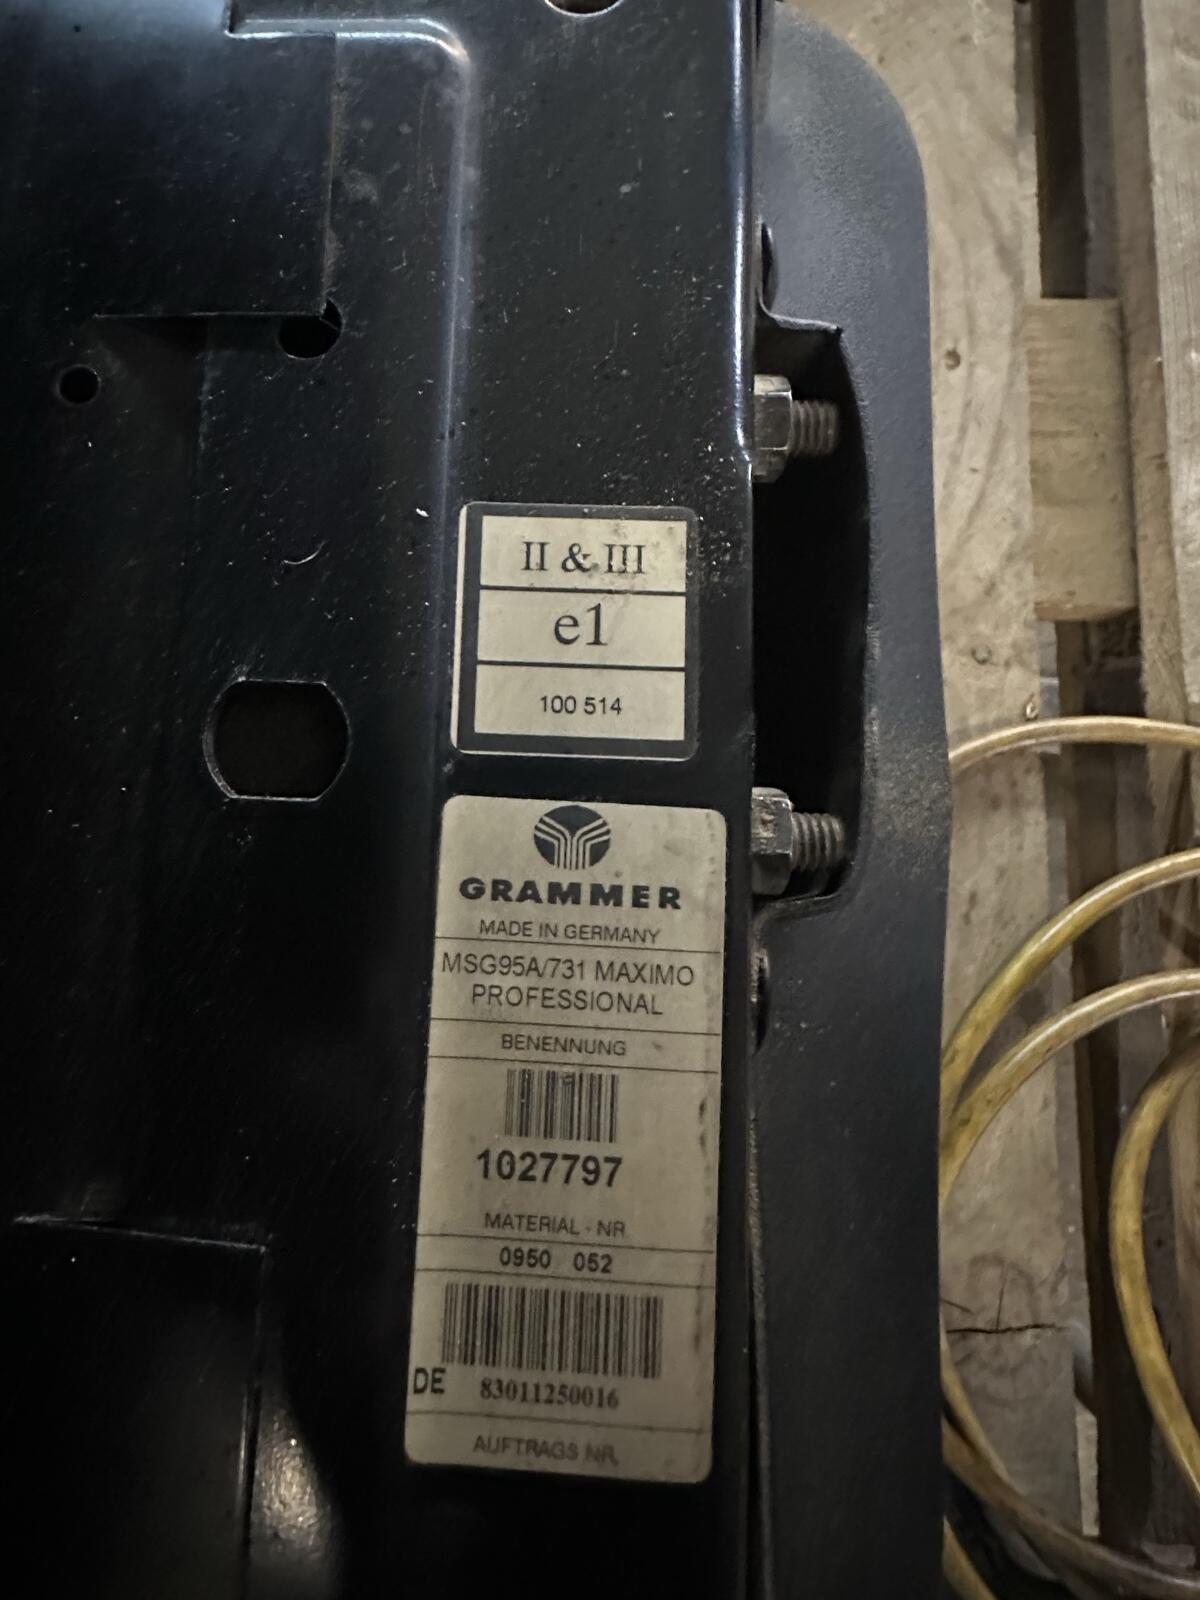 II & III
e1
100 514
GRAMMER
MADE IN GERMANY
MSG95A/731 MAXIMO
PROFESSIONAL
BENENNUNG
1027797
MATERIAL - NR
0950 052
DE 83011250016
AUFTRAGS NR.